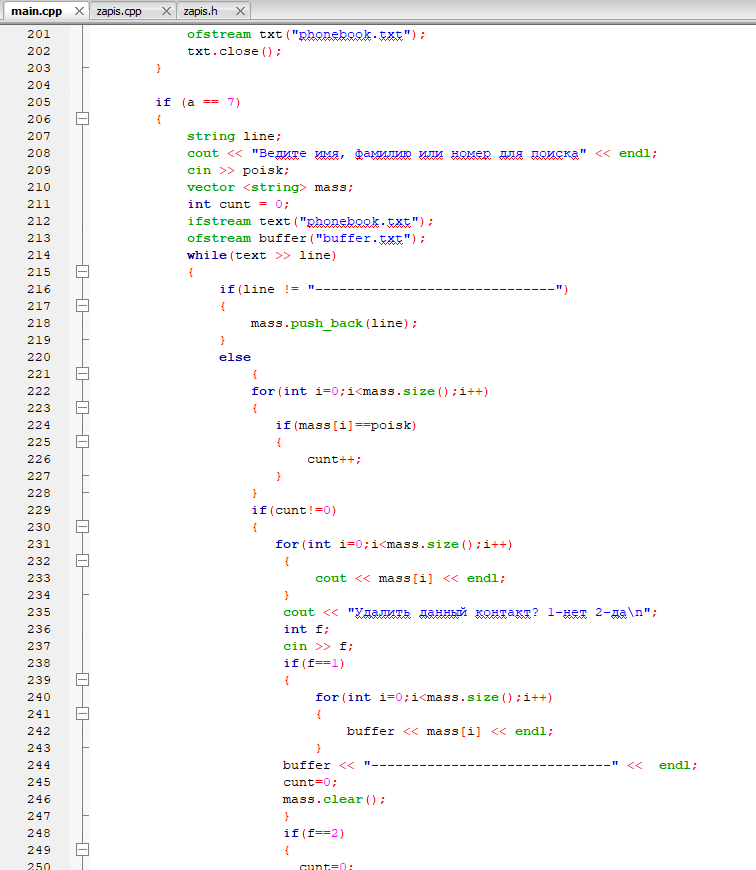 main.cpp zapis.cpp zapis.h
201 ofstream txt("phonebook.txt");
202 txt.close();
203 }
204
205 if (a == 7)
206 {
207 string line;
208 cout << "Ведите имя, фамилию или номер для поиска" << endl;
209 cin >> poisk;
210 vector <string> mass;
211 int cunt = 0;
212 ifstream text("phonebook.txt");
213 ofstream buffer("buffer.txt");
214 while(text >> line)
215 {
216 if(line != "------------------------------")
217 {
218 mass.push_back(line);
219 }
220 else
221 {
222 for(int i=0;i<mass.size();i++)
223 {
224 if(mass[i]==poisk)
225 {
226 cunt++;
227 }
228 }
229 if(cunt!=0)
230 {
231 for(int i=0;i<mass.size();i++)
232 {
233 cout << mass[i] << endl;
234 }
235 cout << "Удалить данный контакт? 1-нет 2-да\n";
236 int f;
237 cin >> f;
238 if(f==1)
239 {
240 for(int i=0;i<mass.size();i++)
241 {
242 buffer << mass[i] << endl;
243 }
244 buffer << "------------------------------" << endl;
245 cunt=0;
246 mass.clear();
247 }
248 if(f==2)
249 {
250 cunt=0;